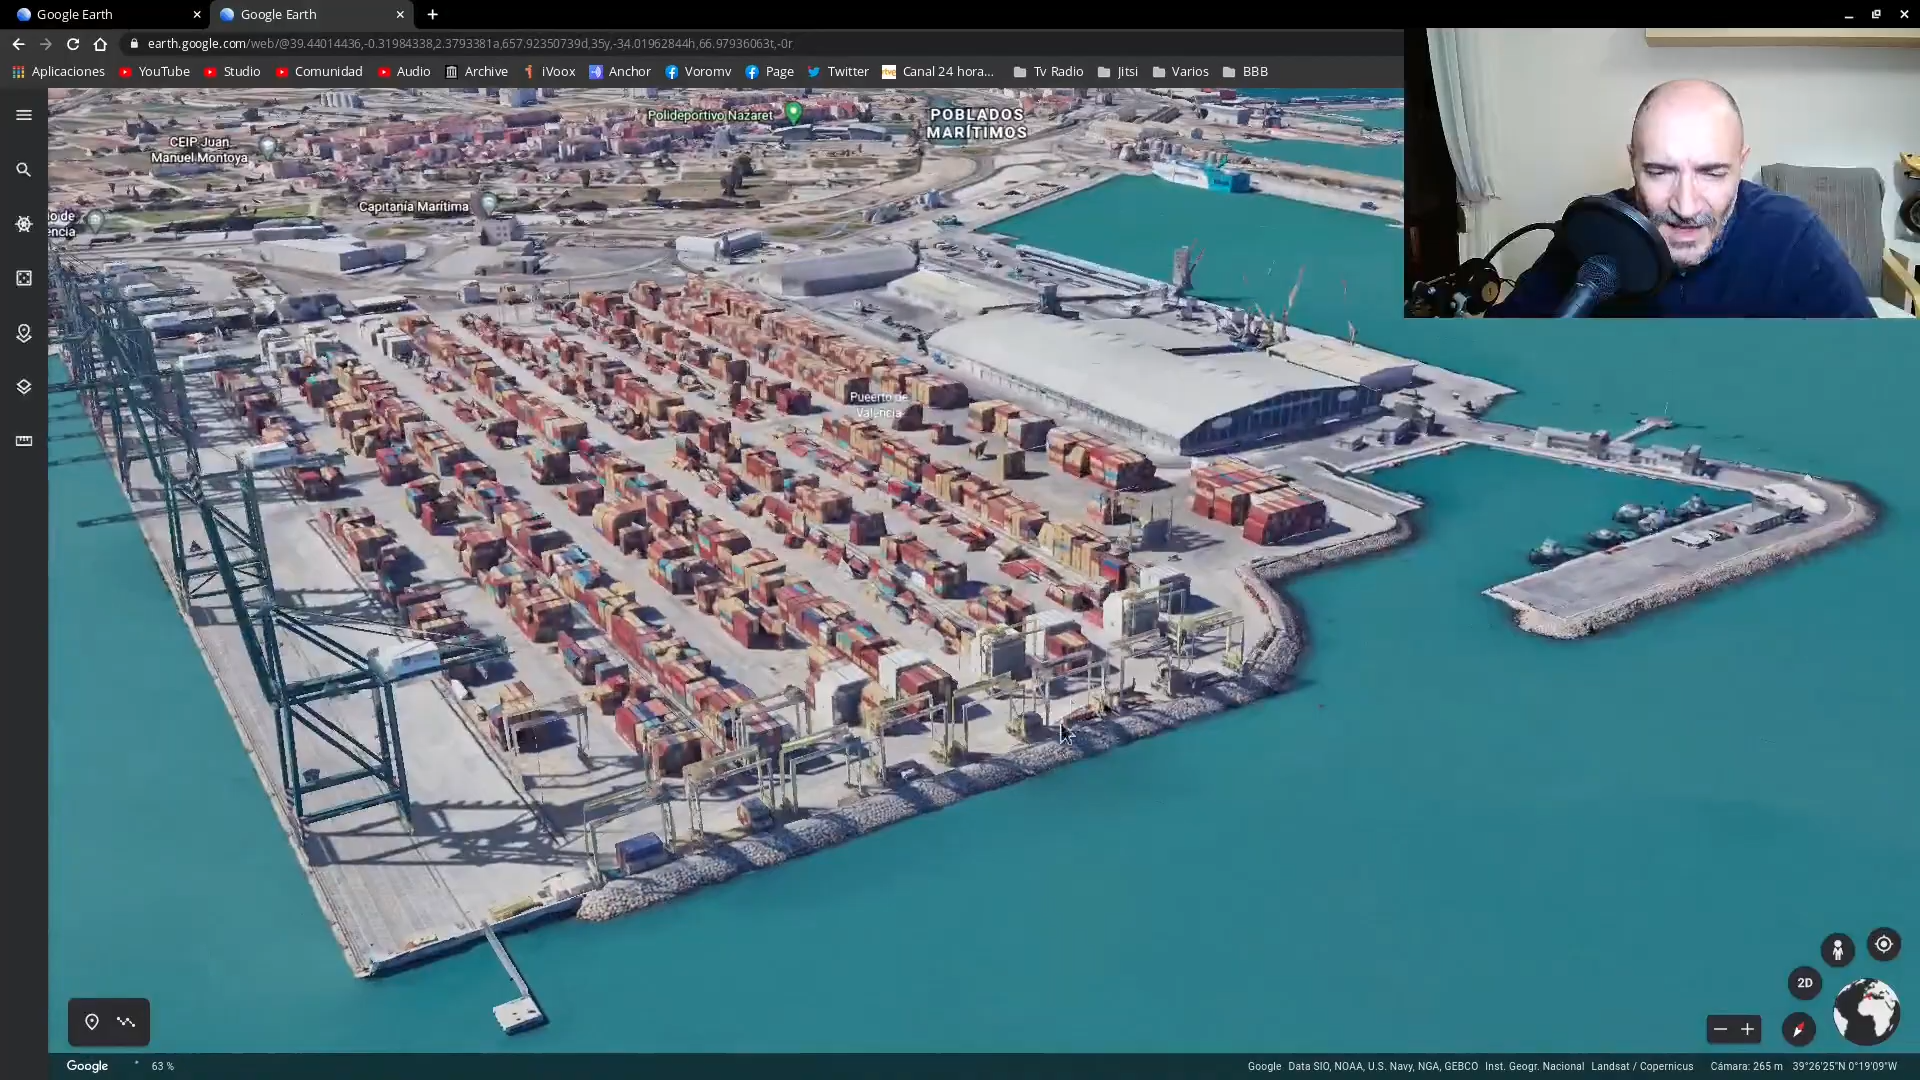 Google Earth
Google Earth
earth.google.com/web/@39.44014436,-0.31984338,2.3793381a,657.92350739d,35y,-34.01962844h,66.97936063t,-0r
Aplicaciones YouTube Studio Comunidad Audio Archive iVoox Anchor Voromv Page Twitter Canal 24 hora... Tv Radio Jitsi Varios BBB
Polideportivo Nazaret
POBLADOS
MARÍTIMOS
CEIP Juan
Manuel Montoya
Capitanía Marítima
io de
encia
Puerto de
Valencia
2D
Google
63 %
Google Data SIO, NOAA, U.S. Navy, NGA, GEBCO Inst. Geogr. Nacional Landsat / Copernicus Cámara: 265 m 39°26'25"N 0°19'09"W